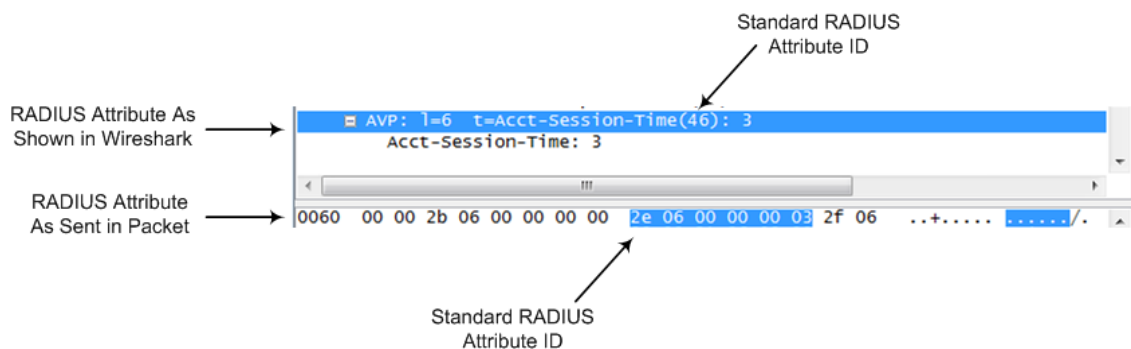 Standard RADIUS
Attribute ID
RADIUS Attribute As
Shown in Wireshark
AVP: l=6 t=Acct-Session-Time(46): 3
Acct-Session-Time: 3
RADIUS Attribute
As Sent in Packet
0060 00 00 2b 06 00 00 00 00 2e 06 00 00 00 03 2f 06 ..+..... ....../.
Standard RADIUS
Attribute ID